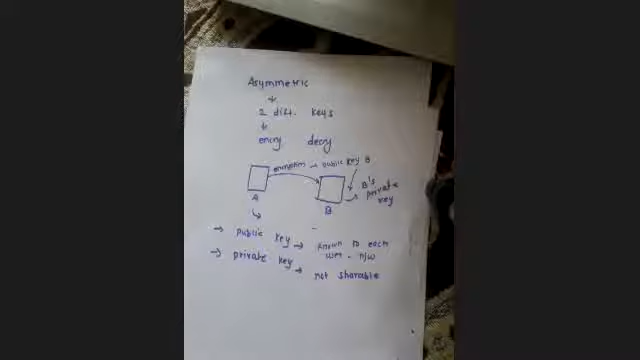 Asymmetric
2 diff. keys
encry decry
encryption → public key B
B's private key
A
B
→ public key → known to each user. n/w
→ private key → not sharable